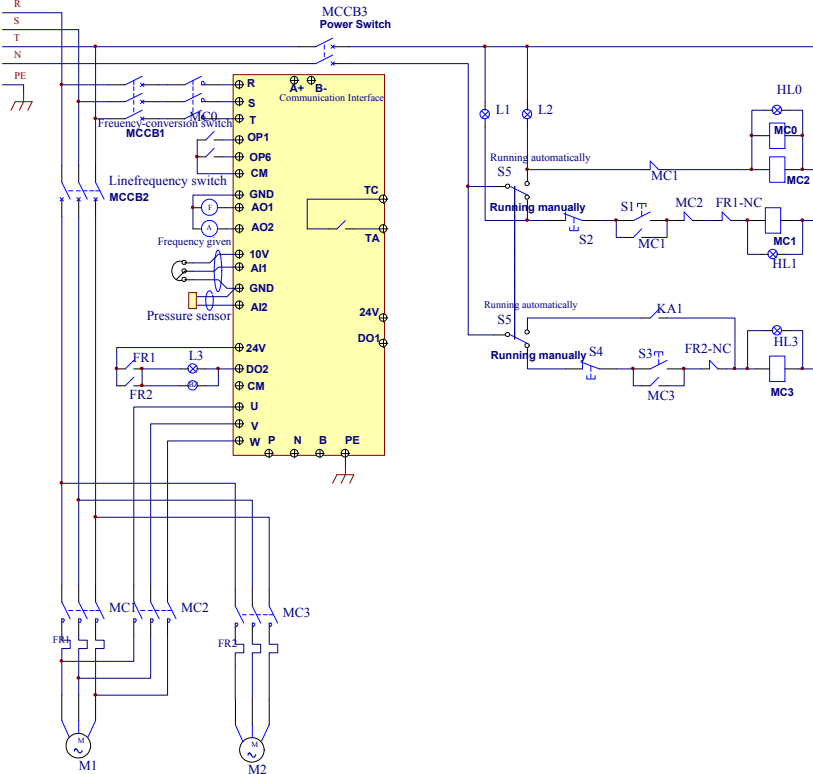 R
S
T
N
PE
MCCB3
Power Switch
A+ B-
Communication Interface
R
S
T
MC0
Freuency-conversion switch
MCCB1
OP1
OP6
CM
Linefrequency switch
MCCB2
GND
F
AO1
A
AO2
Frequency given
10V
AI1
GND
AI2
Pressure sensor
TC
TA
24V
DO1
24V
FR1
L3
DO2
FR2
CM
U
V
W
P N B PE
L1
L2
HL0
MC0
MC2
Running automatically
S5
MC1
Running manually
S2
S1
MC1
MC2
FR1-NC
MC1
HL1
Running automatically
S5
KA1
Running manually
S4
S3
MC3
FR2-NC
HL3
MC3
MC1
MC2
MC3
FR1
FR2
M
M1
M
M2